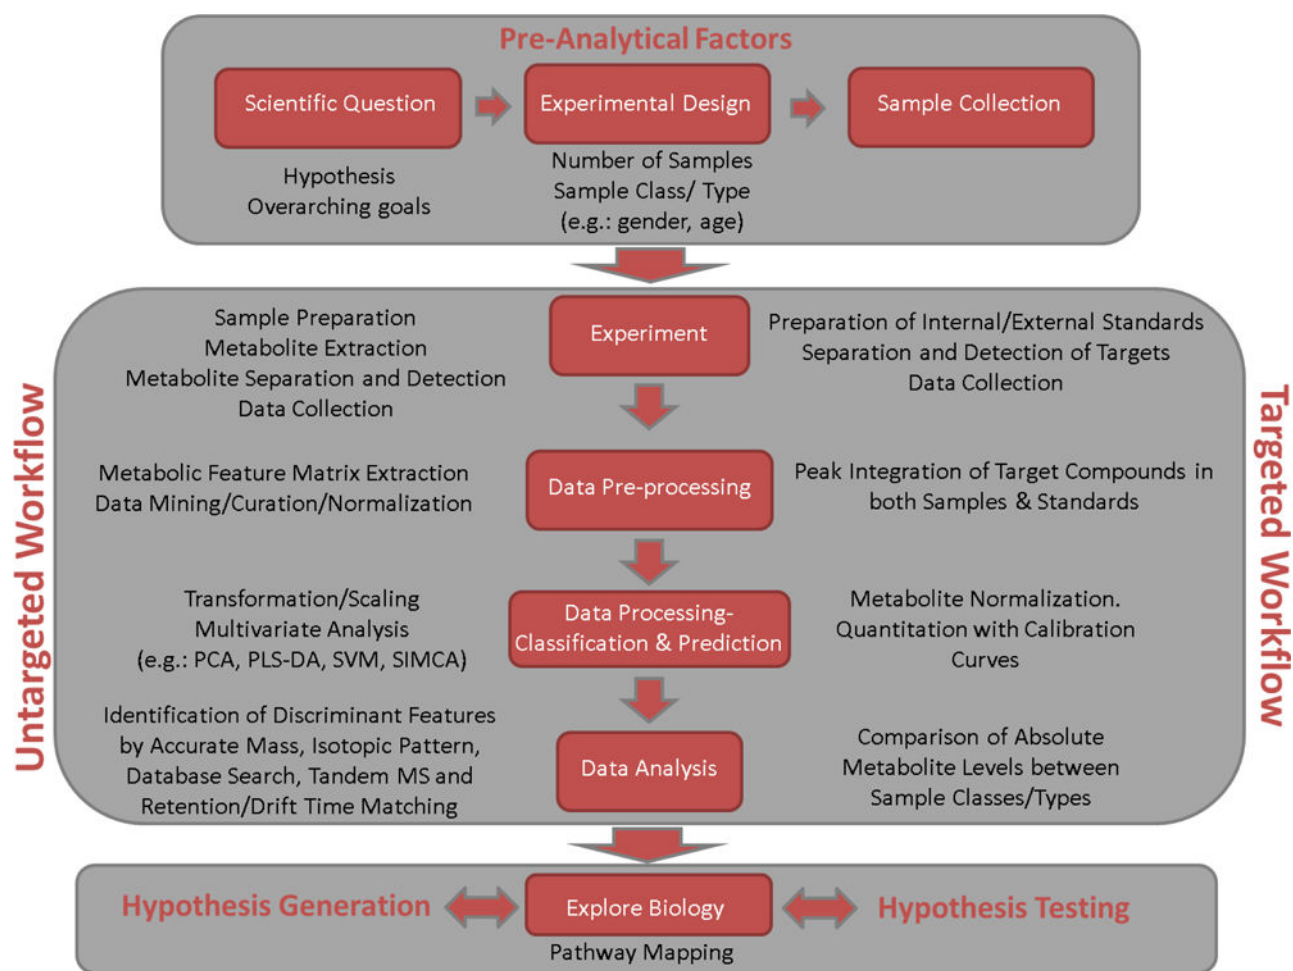 Pre-Analytical Factors
Scientific Question
Experimental Design
Sample Collection
Hypothesis
Overarching goals
Number of Samples
Sample Class/ Type
(e.g.: gender, age)
Untargeted Workflow
Targeted Workflow
Sample Preparation
Metabolite Extraction
Metabolite Separation and Detection
Data Collection
Experiment
Preparation of Internal/External Standards
Separation and Detection of Targets
Data Collection
Metabolic Feature Matrix Extraction
Data Mining/Curation/Normalization
Data Pre-processing
Peak Integration of Target Compounds in
both Samples & Standards
Transformation/Scaling
Multivariate Analysis
(e.g.: PCA, PLS-DA, SVM, SIMCA)
Data Processing-
Classification & Prediction
Metabolite Normalization.
Quantitation with Calibration
Curves
Identification of Discriminant Features
by Accurate Mass, Isotopic Pattern,
Database Search, Tandem MS and
Retention/Drift Time Matching
Data Analysis
Comparison of Absolute
Metabolite Levels between
Sample Classes/Types
Hypothesis Generation
Explore Biology
Hypothesis Testing
Pathway Mapping